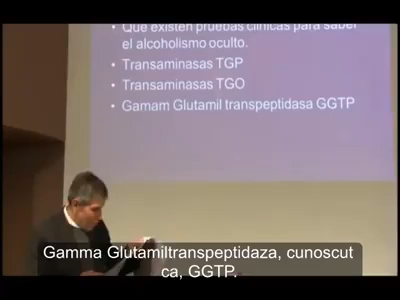 • Que existen pruebas clínicas para saber
el alcoholismo oculto.
• Transaminasas TGP
• Transaminasas TGO
• Gamam Glutamil transpeptidasa GGTP
Gamma Glutamiltranspeptidaza, cunoscut
ca, GGTP.